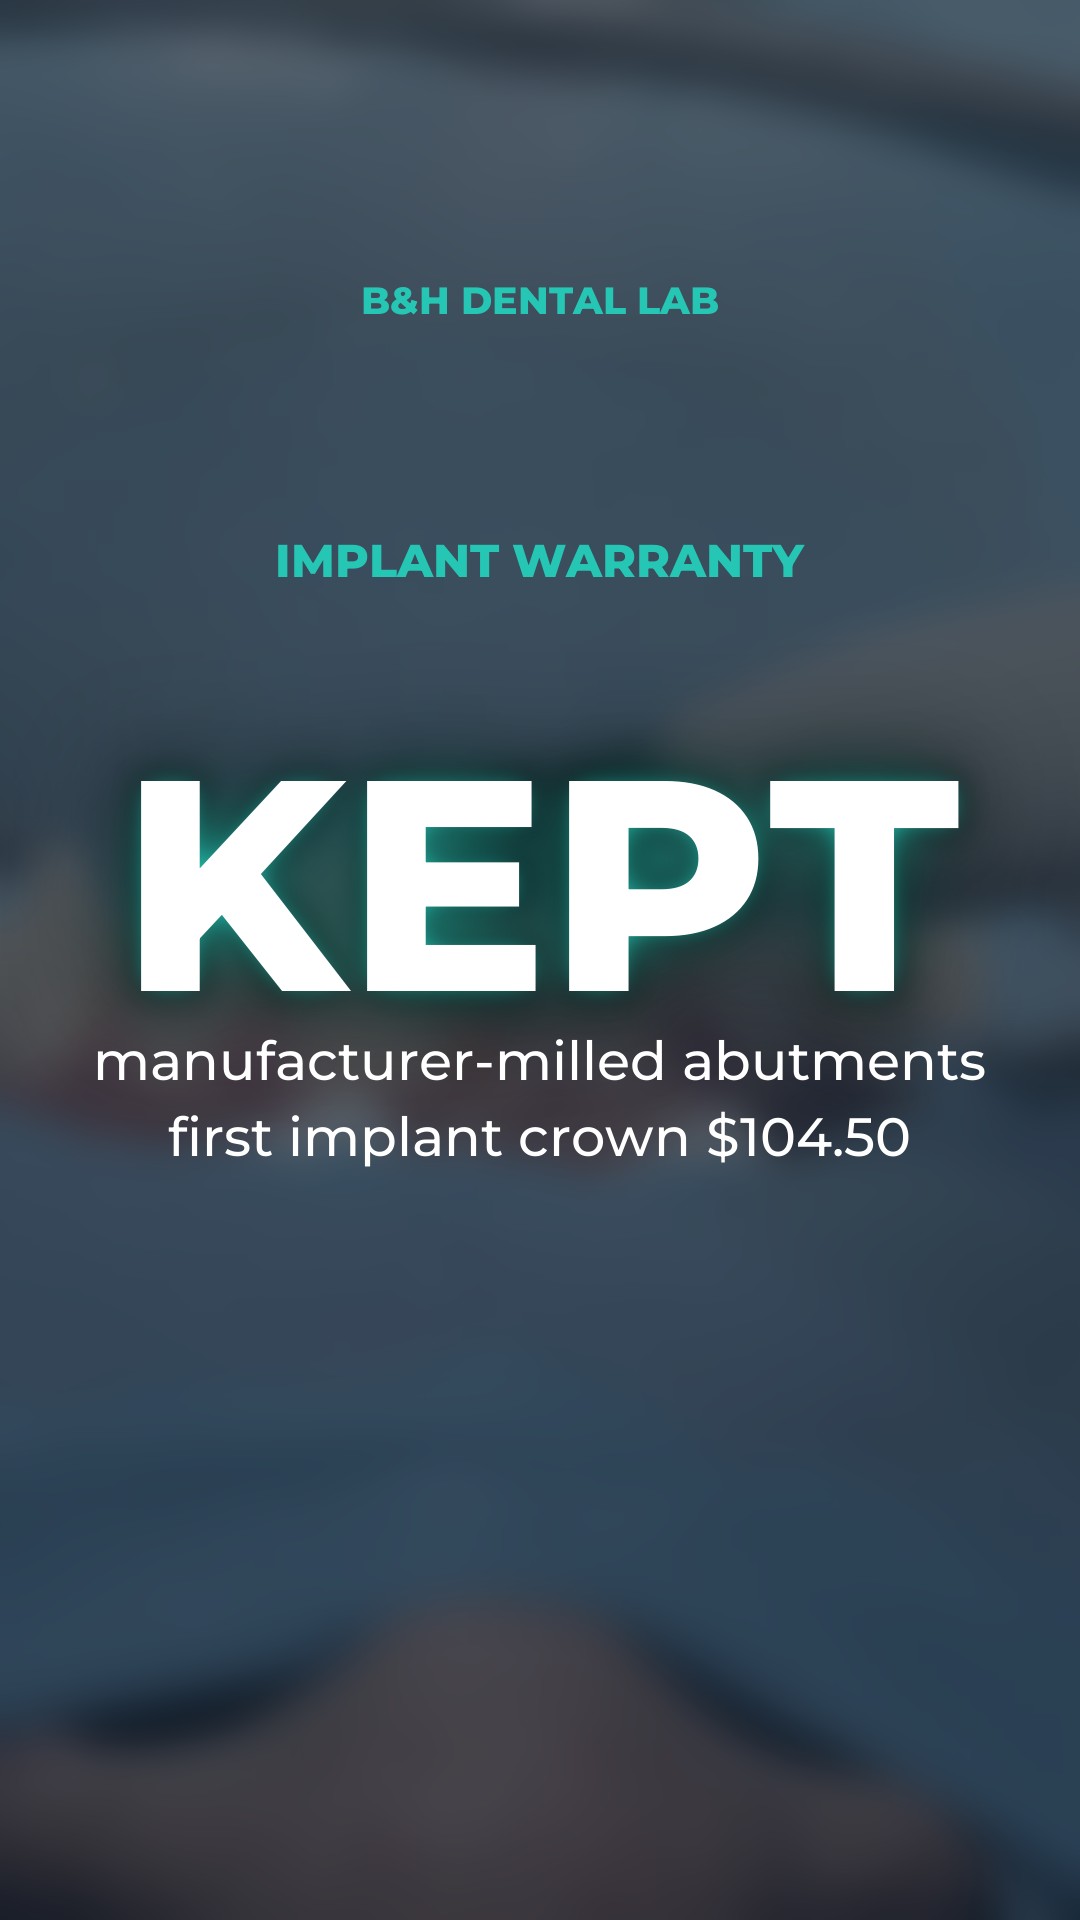 B&H DENTAL LAB
IMPLANT WARRANTY
KEPT
manufacturer-milled abutments
first implant crown $104.50